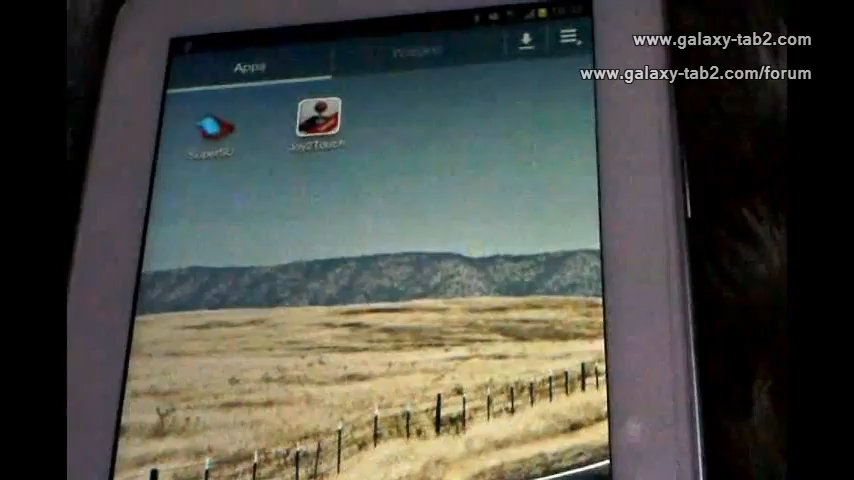 www.galaxy-tab2.com
www.galaxy-tab2.com/forum
Apps
Widgets
SuperSU
Joy2Touch